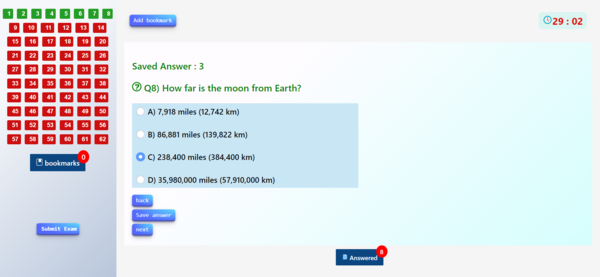 1 2 3 4 5 6 7 8
9 10 11 12 13 14
15 16 17 18 19 20
21 22 23 24 25 26
27 28 29 30 31 32
33 34 35 36 37 38
39 40 41 42 43 44
45 46 47 48 49 50
51 52 53 54 55 56
57 58 59 60 61 62
bookmarks 0
Submit Exam
Add bookmark
29 : 02
Saved Answer : 3
Q8) How far is the moon from Earth?
A) 7,918 miles (12,742 km)
B) 86,881 miles (139,822 km)
C) 238,400 miles (384,400 km)
D) 35,980,000 miles (57,910,000 km)
back
Save answer
next
Answered 8